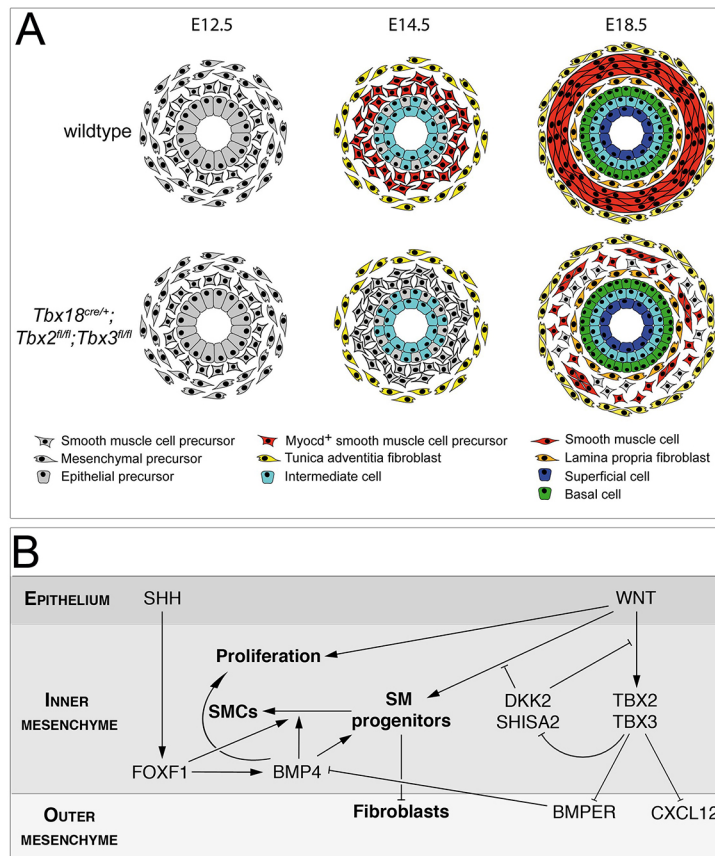 A
E12.5 E14.5 E18.5
wildtype
Tbx18cre/+;
Tbx2fl/fl;Tbx3fl/fl
Smooth muscle cell precursor
Mesenchymal precursor
Epithelial precursor
Myocd+ smooth muscle cell precursor
Tunica adventitia fibroblast
Intermediate cell
Smooth muscle cell
Lamina propria fibroblast
Superficial cell
Basal cell
B
EPITHELIUM SHH WNT
Proliferation
INNER
MESENCHYME
SMCs
SM
progenitors
DKK2
SHISA2
TBX2
TBX3
FOXF1 BMP4
OUTER
MESENCHYME
Fibroblasts BMPER CXCL12